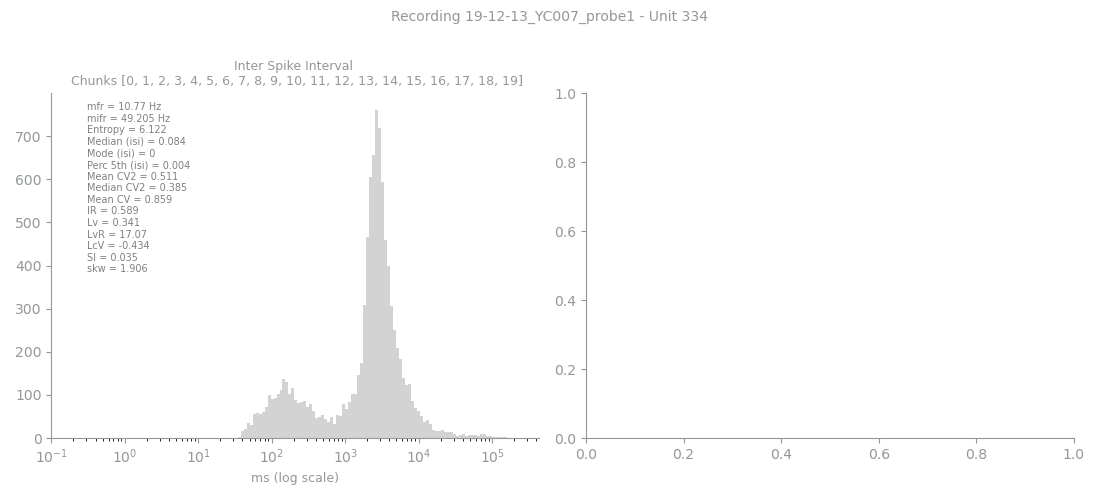 Recording 19-12-13_YC007_probe1 - Unit 334
Inter Spike Interval
Chunks [0, 1, 2, 3, 4, 5, 6, 7, 8, 9, 10, 11, 12, 13, 14, 15, 16, 17, 18, 19]
mfr = 10.77 Hz
mifr = 49.205 Hz
Entropy = 6.122
Median (isi) = 0.084
Mode (isi) = 0
Perc 5th (isi) = 0.004
Mean CV2 = 0.511
Median CV2 = 0.385
Mean CV = 0.859
IR = 0.589
Lv = 0.341
LvR = 17.07
LcV = -0.434
SI = 0.035
skw = 1.906
700
600
500
400
300
200
100
0
10⁻¹ 10⁰ 10¹ 10² 10³ 10⁴ 10⁵
ms (log scale)
1.0
0.8
0.6
0.4
0.2
0.0
0.0 0.2 0.4 0.6 0.8 1.0